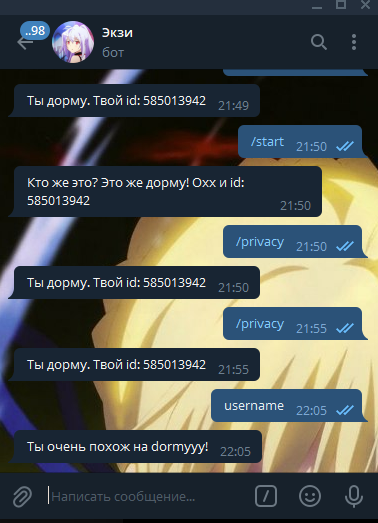 ..98
Экзи
бот
Ты дорму. Твой id: 585013942 21:49
/start 21:50
Кто же это? Это же дорму! Охх и id:
585013942
21:50
/privacy 21:50
Ты дорму. Твой id: 585013942 21:50
/privacy 21:55
Ты дорму. Твой id: 585013942 21:55
username 22:05
Ты очень похож на dormyyy! 22:05
Написать сообщение...